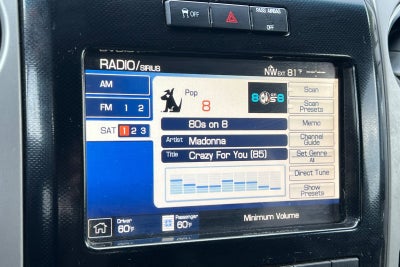 OFF
PASS AIRBAG
OFF
RADIO/SIRIUS
NW EXT 81°F
AM
FM 1 2
SAT 1 2 3
Pop
8
80s on 8
Artist Madonna
Title Crazy For You (85)
Scan
Scan Presets
Memo
Channel Guide
Set Genre
All
Direct Tune
Show Presets
Driver
60°F
Passenger
60°F
Minimum Volume